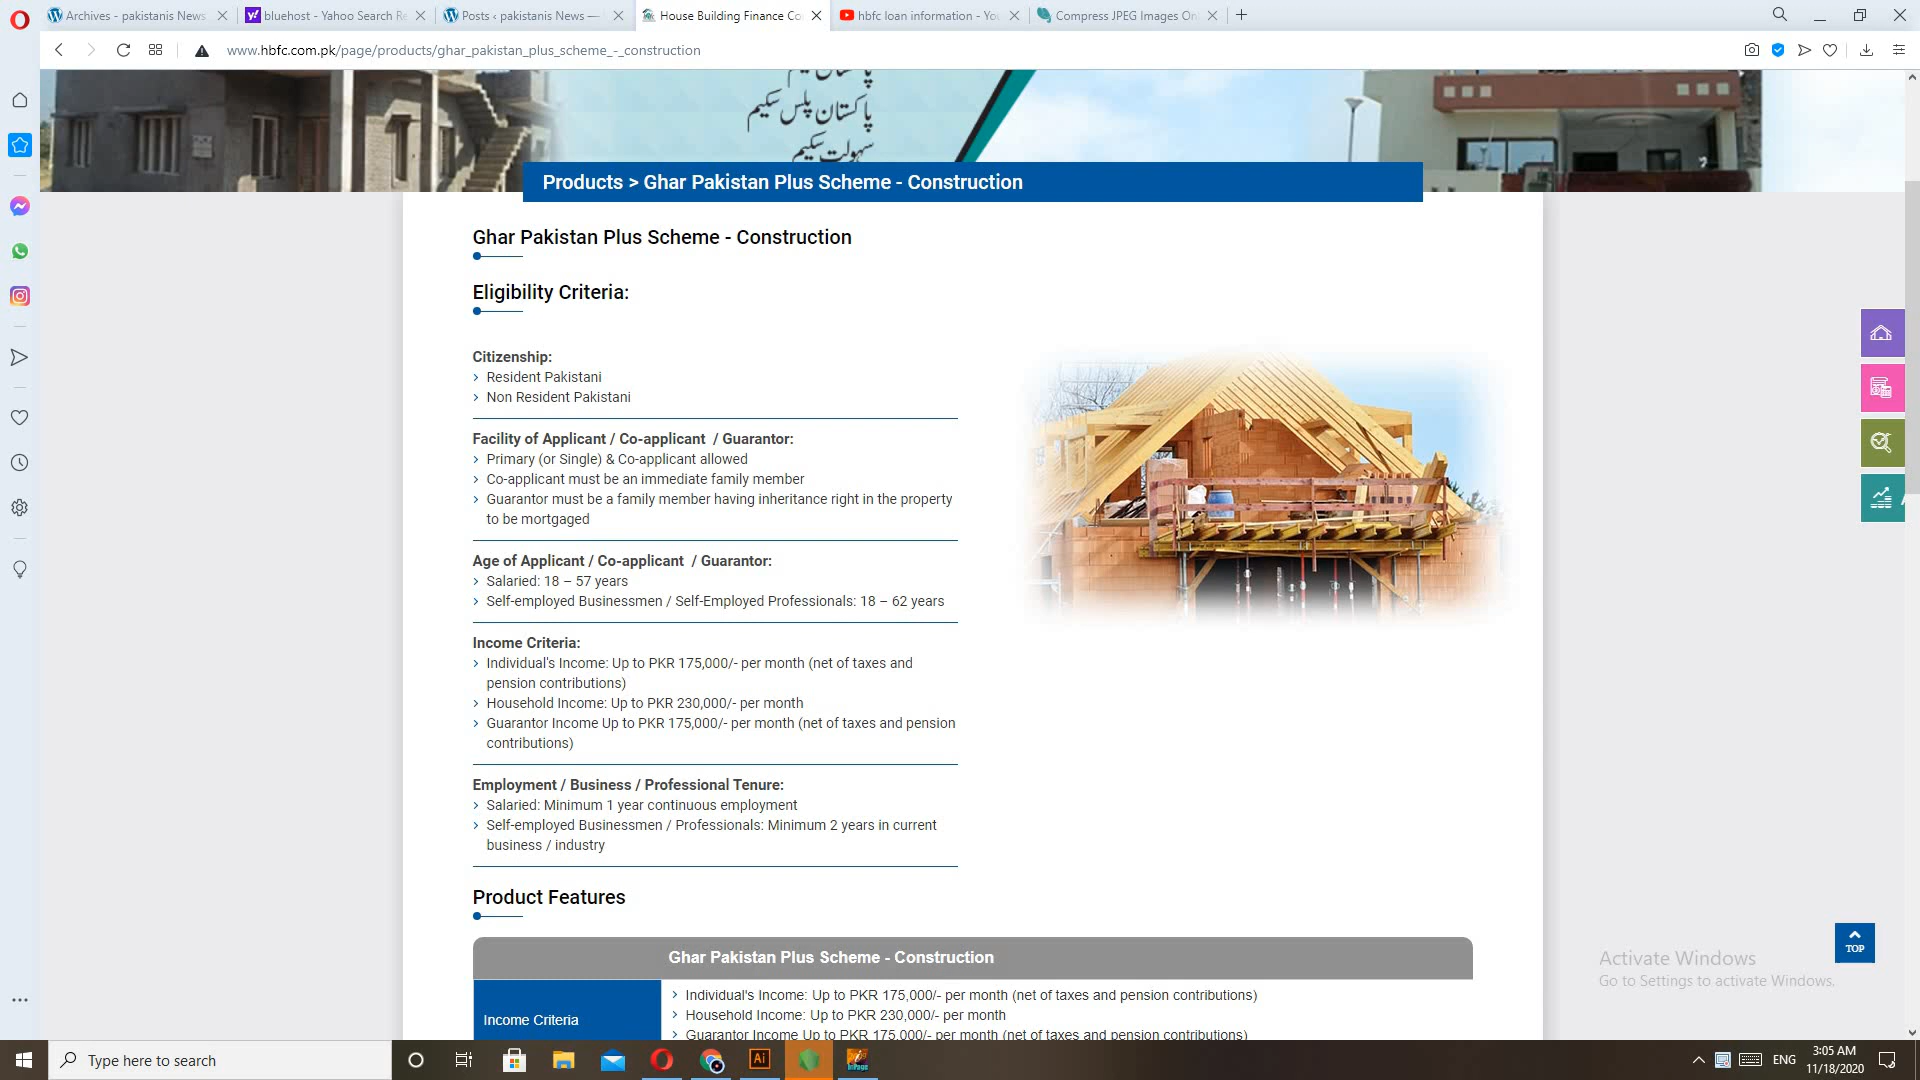 Archives - pakistanis News
bluehost - Yahoo Search Re
Posts ‹ pakistanis News —
House Building Finance Co
hbfc loan information - You
Compress JPEG Images On
www.hbfc.com.pk/page/products/ghar_pakistan_plus_scheme_-_construction
پاکستان پلس سکیم
سہولت سکیم
Products > Ghar Pakistan Plus Scheme - Construction
Ghar Pakistan Plus Scheme - Construction
Eligibility Criteria:
Citizenship:
Resident Pakistani
Non Resident Pakistani
Facility of Applicant / Co-applicant / Guarantor:
Primary (or Single) & Co-applicant allowed
Co-applicant must be an immediate family member
Guarantor must be a family member having inheritance right in the property
to be mortgaged
Age of Applicant / Co-applicant / Guarantor:
Salaried: 18 – 57 years
Self-employed Businessmen / Self-Employed Professionals: 18 – 62 years
Income Criteria:
Individual's Income: Up to PKR 175,000/- per month (net of taxes and
pension contributions)
Household Income: Up to PKR 230,000/- per month
Guarantor Income Up to PKR 175,000/- per month (net of taxes and pension
contributions)
Employment / Business / Professional Tenure:
Salaried: Minimum 1 year continuous employment
Self-employed Businessmen / Professionals: Minimum 2 years in current
business / industry
Product Features
Ghar Pakistan Plus Scheme - Construction
Income Criteria
Individual's Income: Up to PKR 175,000/- per month (net of taxes and pension contributions)
Household Income: Up to PKR 230,000/- per month
Guarantor Income Up to PKR 175,000/- per month (net of taxes and pension contributions)
TOP
Activate Windows
Go to Settings to activate Windows.
Type here to search
Ai
ENG
3:05 AM
11/18/2020